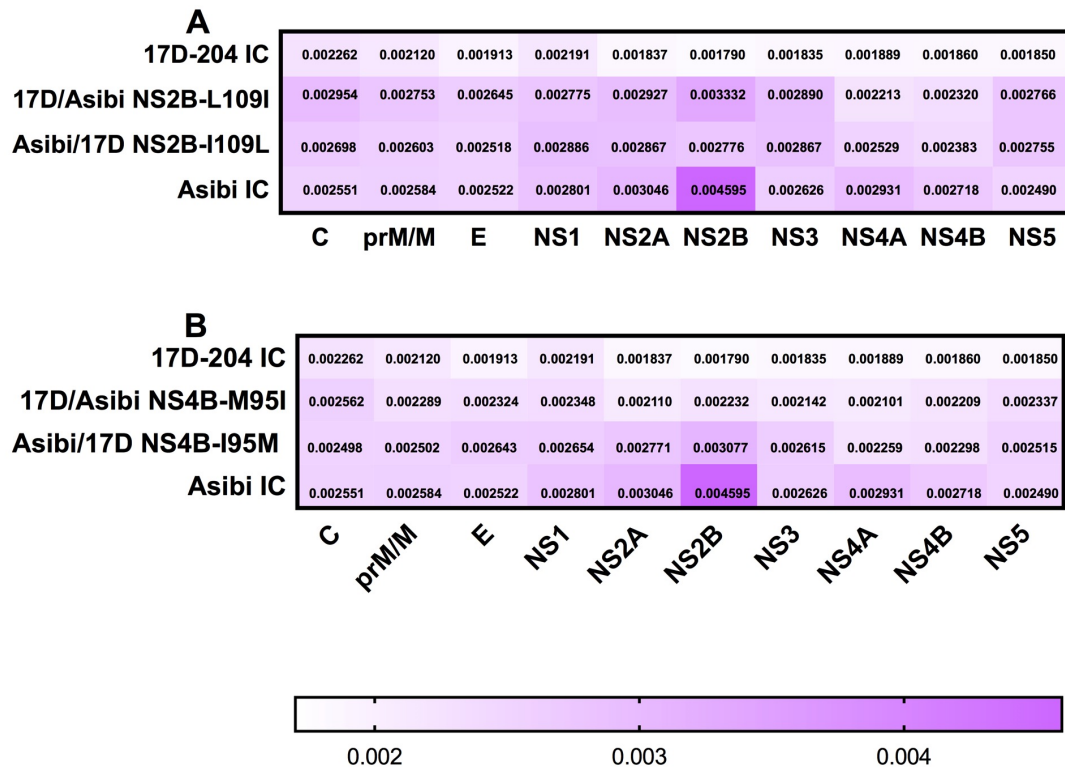 A
17D-204 IC 0.002262 0.002120 0.001913 0.002191 0.001837 0.001790 0.001835 0.001889 0.001860 0.001850
17D/Asibi NS2B-L109I 0.002954 0.002753 0.002645 0.002775 0.002927 0.003332 0.002890 0.002213 0.002320 0.002766
Asibi/17D NS2B-I109L 0.002698 0.002603 0.002518 0.002886 0.002867 0.002776 0.002867 0.002529 0.002383 0.002755
Asibi IC 0.002551 0.002584 0.002522 0.002801 0.003046 0.004595 0.002626 0.002931 0.002718 0.002490
C prM/M E NS1 NS2A NS2B NS3 NS4A NS4B NS5
B
17D-204 IC 0.002262 0.002120 0.001913 0.002191 0.001837 0.001790 0.001835 0.001889 0.001860 0.001850
17D/Asibi NS4B-M95I 0.002562 0.002289 0.002324 0.002348 0.002110 0.002232 0.002142 0.002101 0.002209 0.002337
Asibi/17D NS4B-I95M 0.002498 0.002502 0.002643 0.002654 0.002771 0.003077 0.002615 0.002259 0.002298 0.002515
Asibi IC 0.002551 0.002584 0.002522 0.002801 0.003046 0.004595 0.002626 0.002931 0.002718 0.002490
C prM/M E NS1 NS2A NS2B NS3 NS4A NS4B NS5
0.002 0.003 0.004